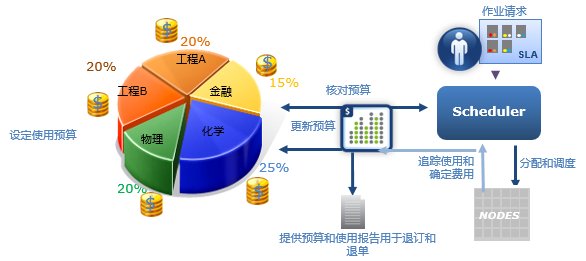 作业请求
SLA
20%
工程A
20%
工程B
金融
15%
核对预算
Scheduler
设定使用预算
物理
化学
更新预算
追踪使用和
确定费用
分配和调度
25%
20%
NODES
提供预算和使用报告用于退订和
退单